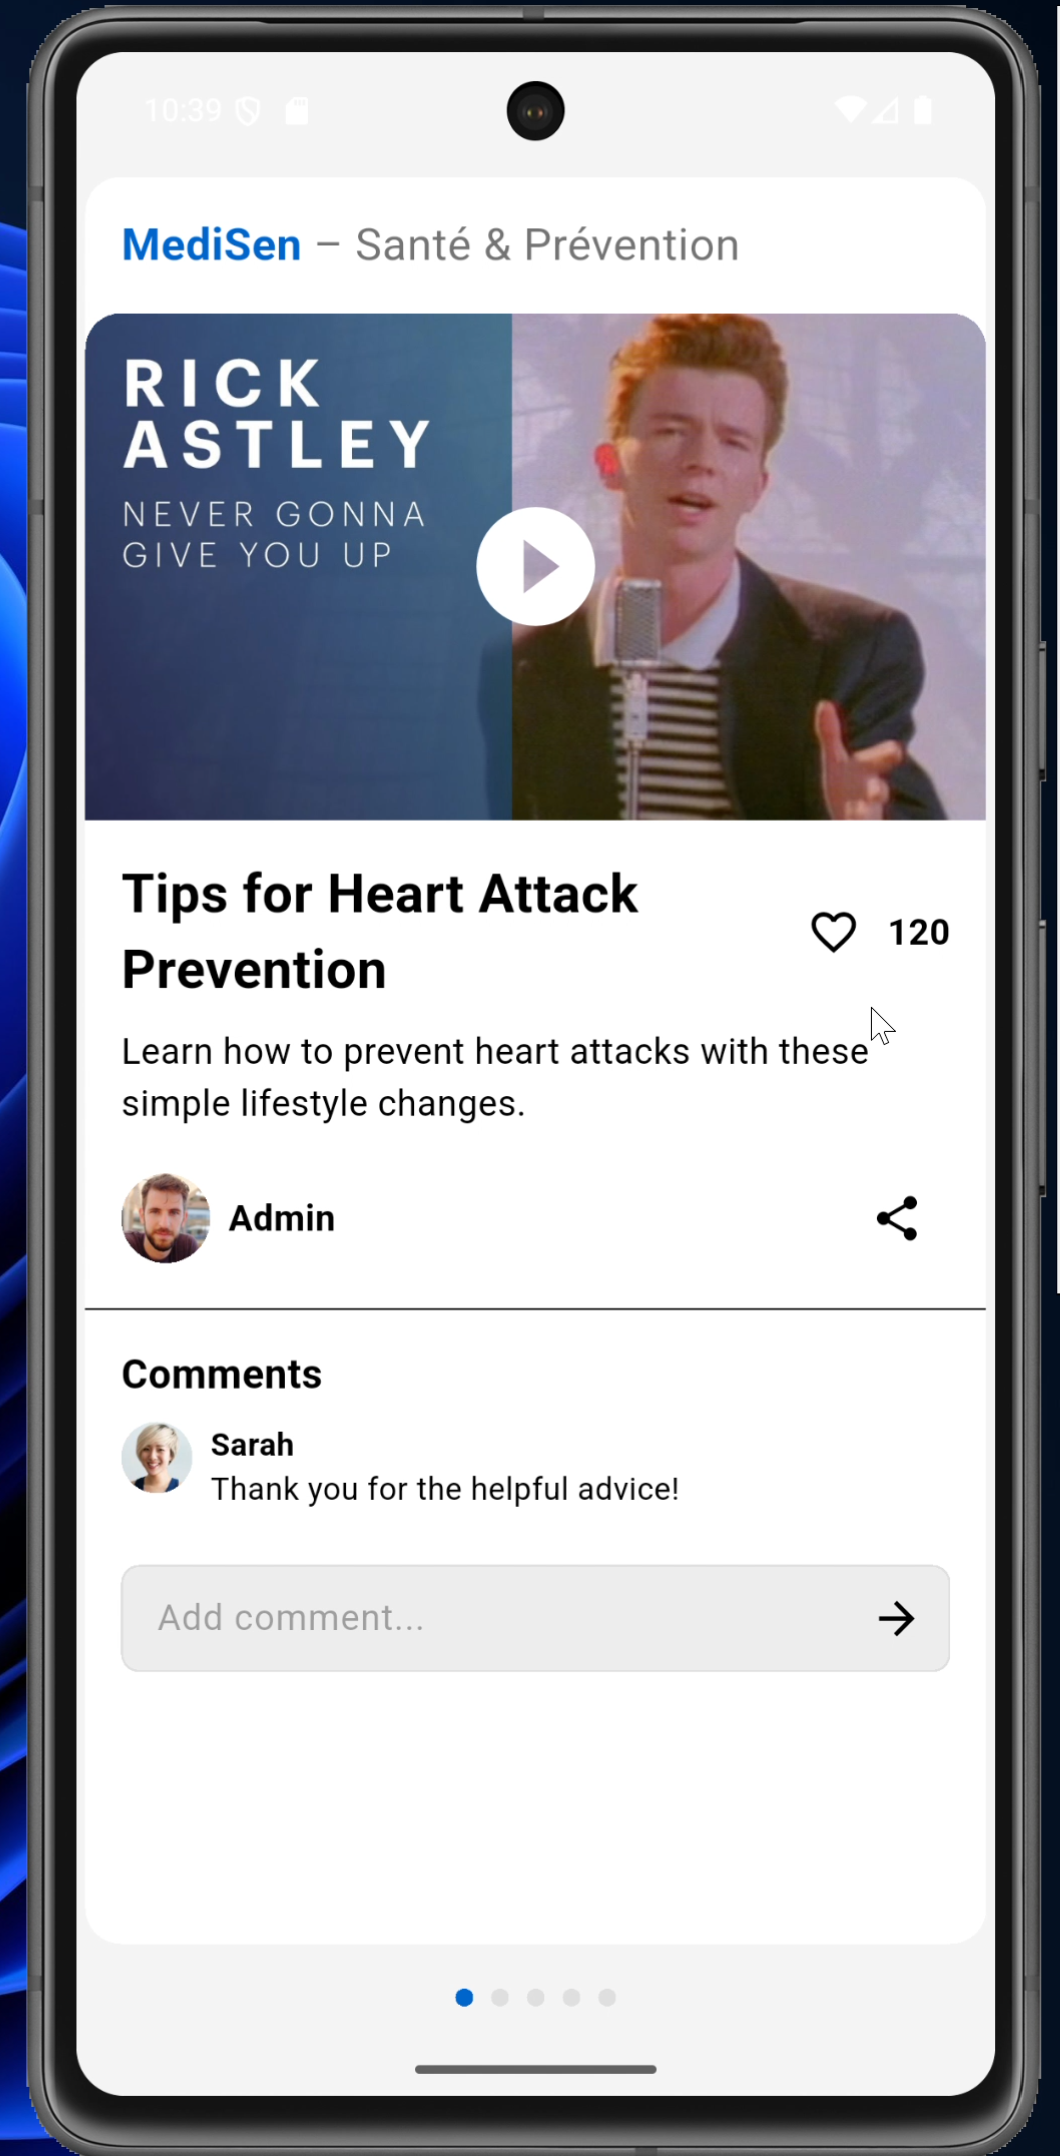 10:39
MediSen – Santé & Prévention
RICK
ASTLEY
NEVER GONNA
GIVE YOU UP
Tips for Heart Attack
Prevention
120
Learn how to prevent heart attacks with these
simple lifestyle changes.
Admin
Comments
Sarah
Thank you for the helpful advice!
Add comment...